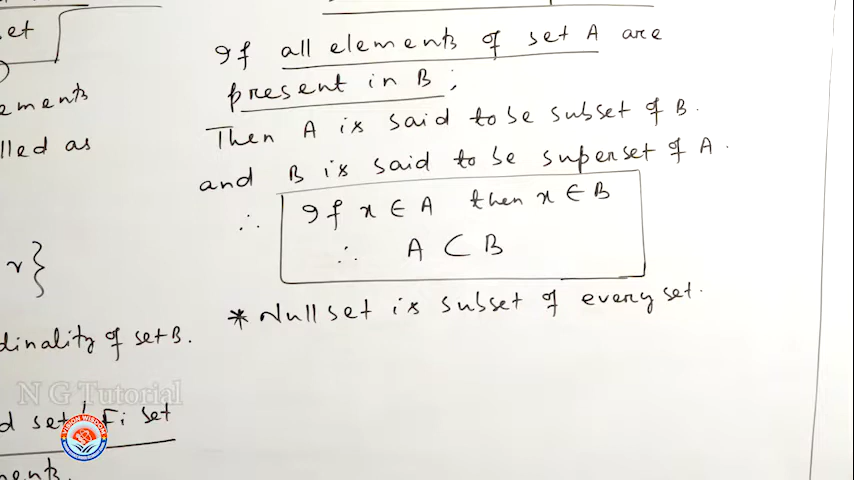 et
ements
lled as
r}
dinality of set B.
d set / Fi set
ments.
If all elements of set A are
present in B ;
Then A is said to be subset of B.
and B is said to be superset of A.
∴ If x ∈ A then x ∈ B
∴ A ⊂ B
* Null set is subset of every set.
N G Tutorial
VISION WISDOM